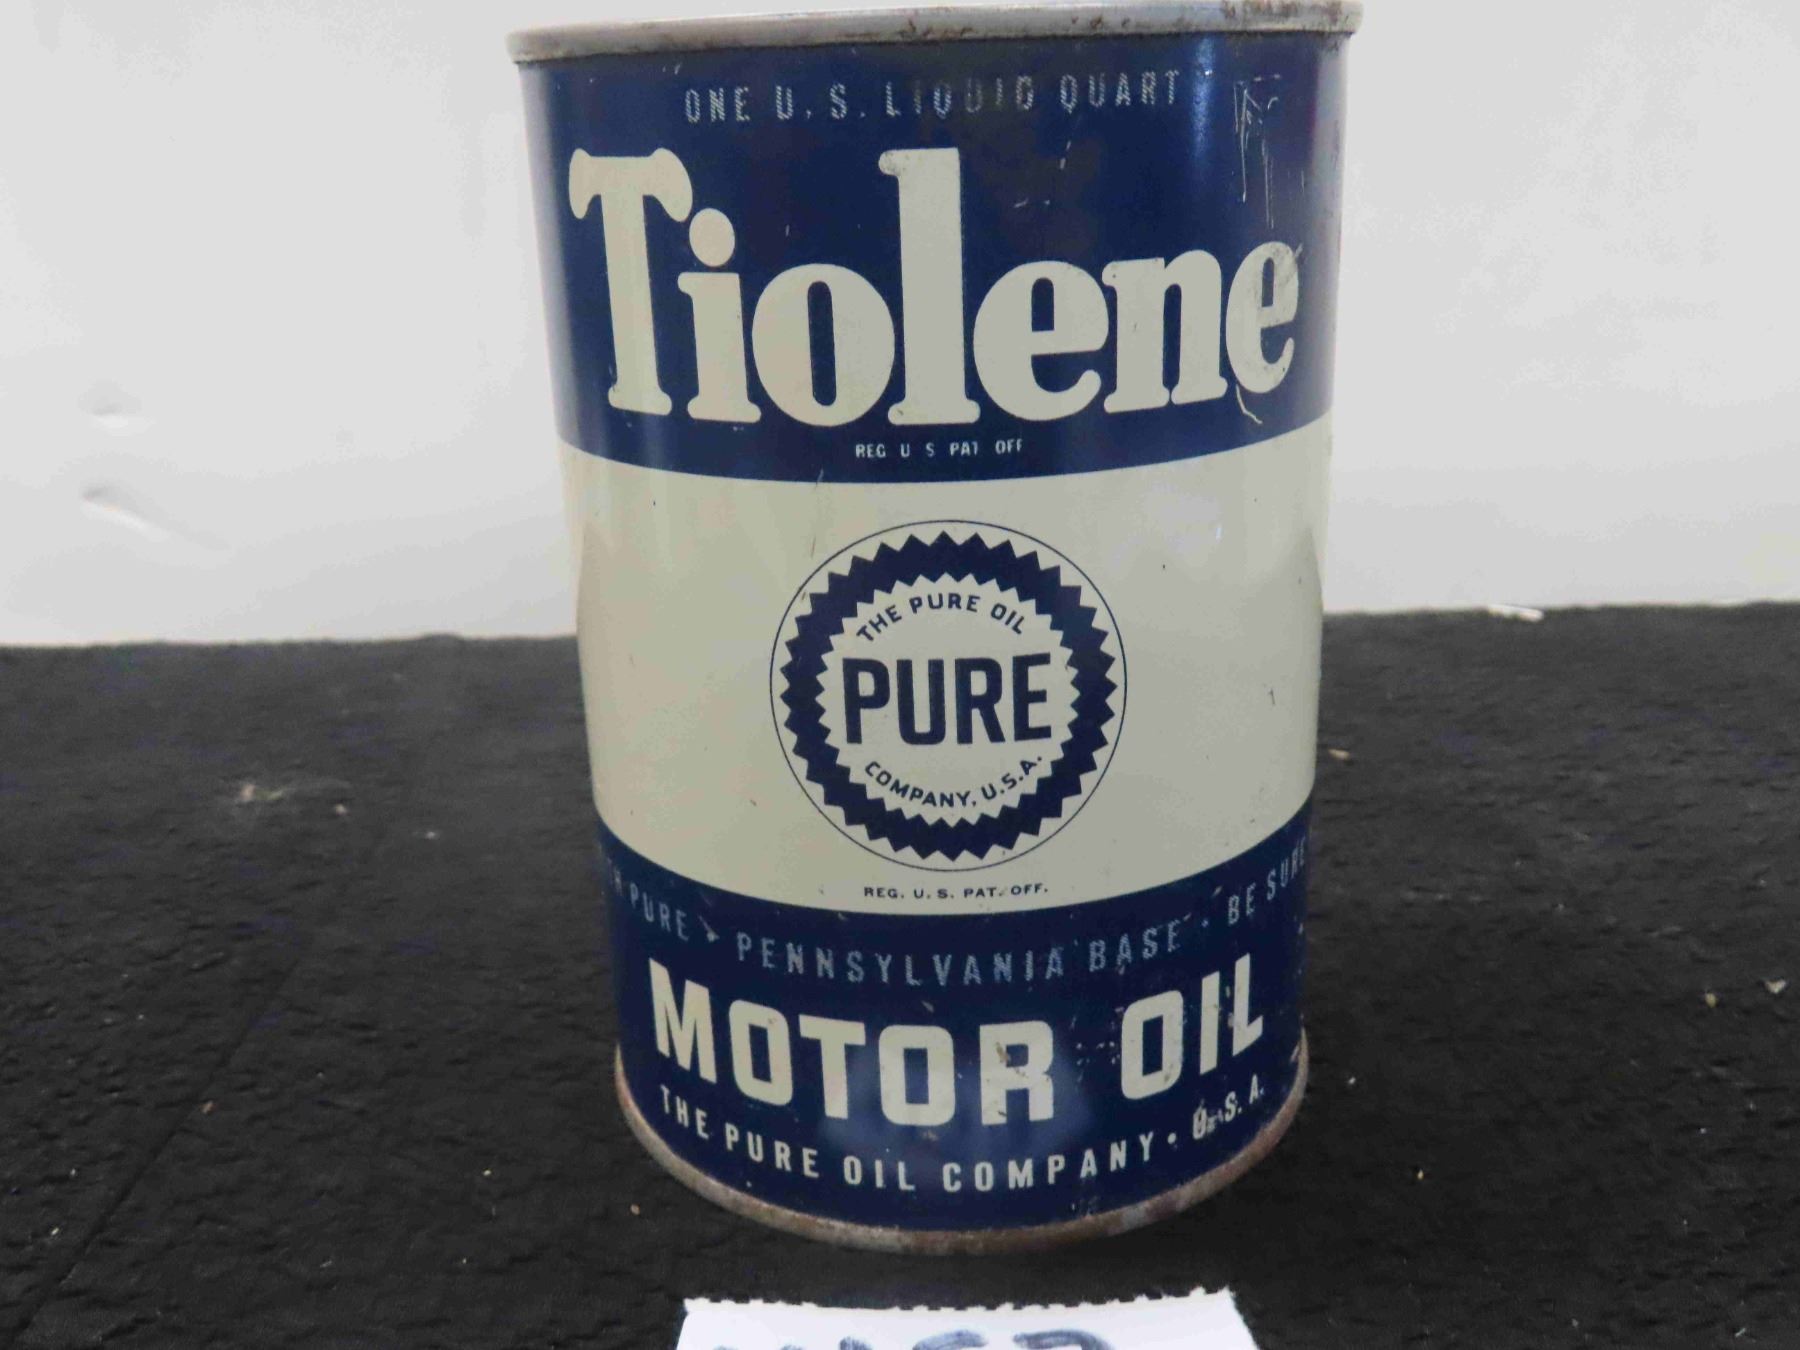 ONE U.S. LIQUID QUART
Tiolene
REG U S PAT OFF
THE PURE OIL
PURE
COMPANY, U.S.A.
REG. U.S. PAT. OFF.
PURE • PENNSYLVANIA BASE • BE SURE
MOTOR OIL
THE PURE OIL COMPANY • U.S.A.